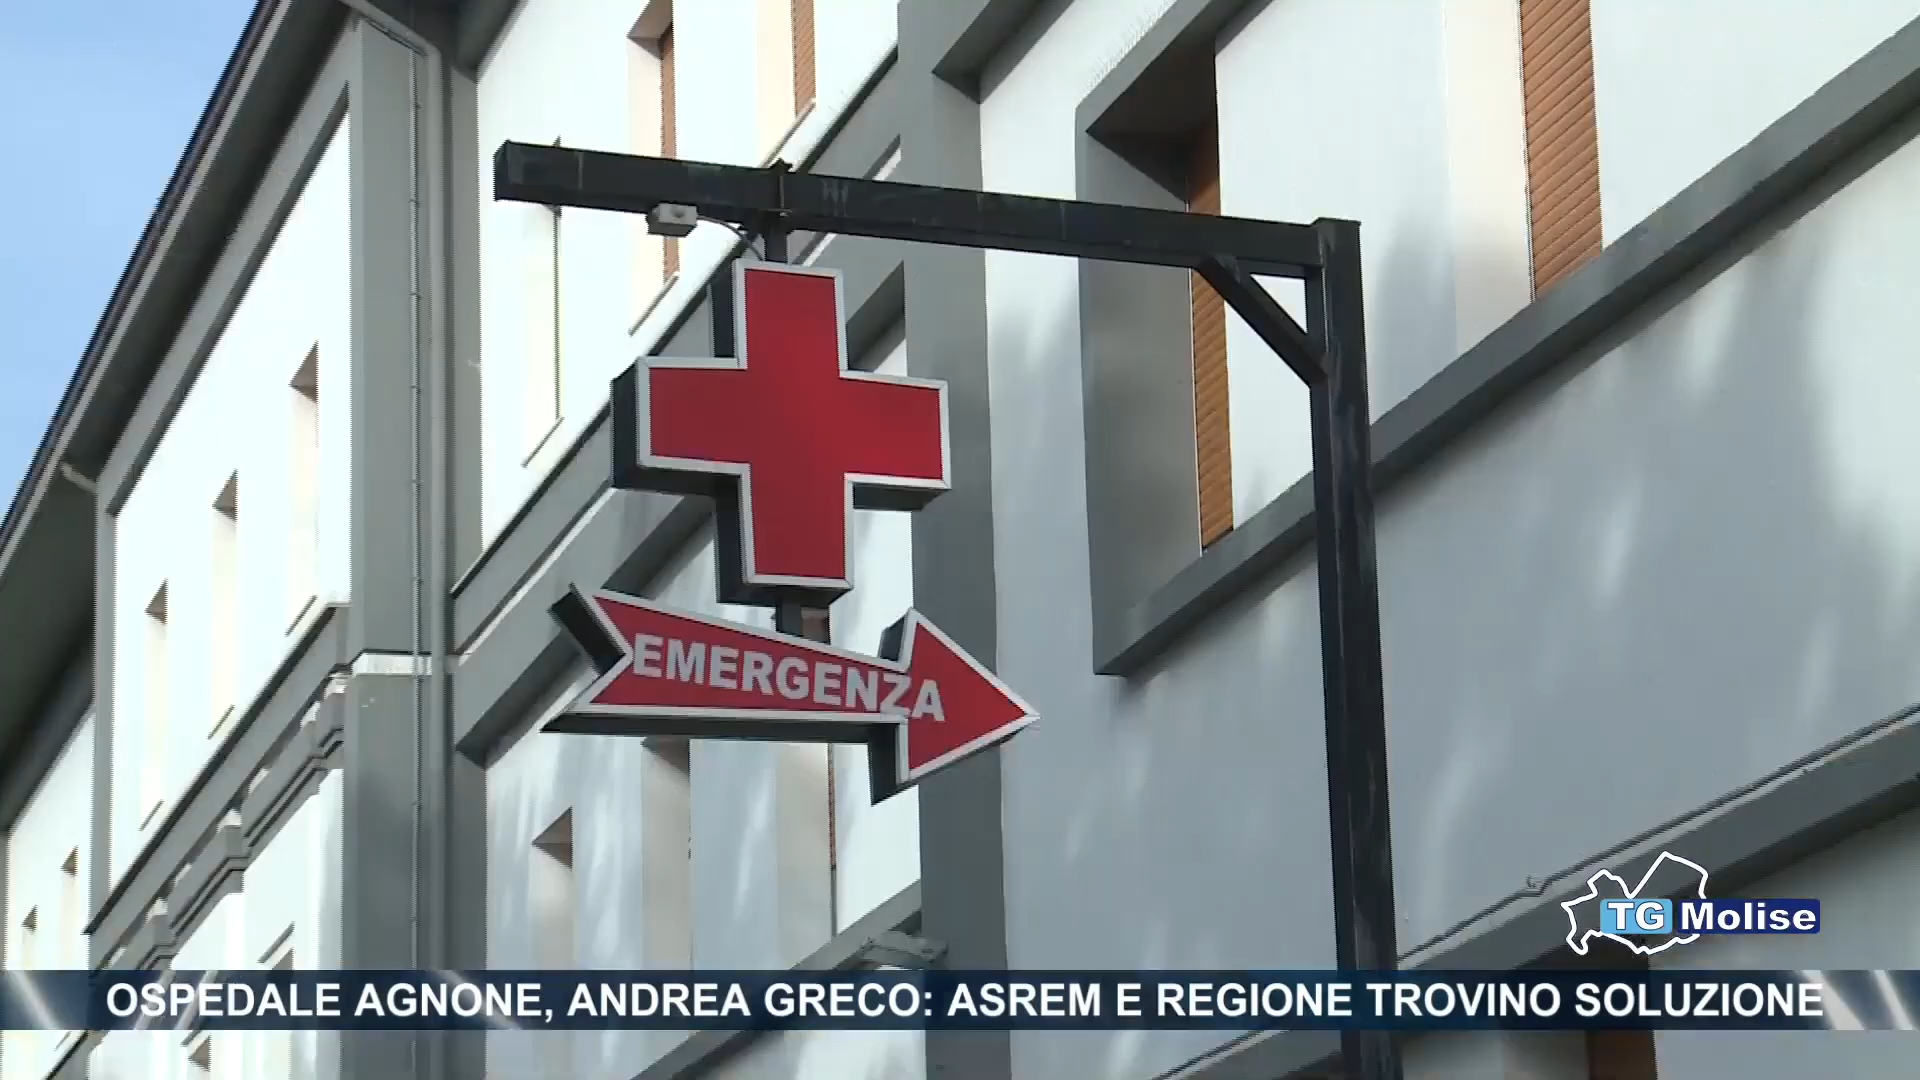 EMERGENZA
TG Molise
OSPEDALE AGNONE, ANDREA GRECO: ASREM E REGIONE TROVINO SOLUZIONE